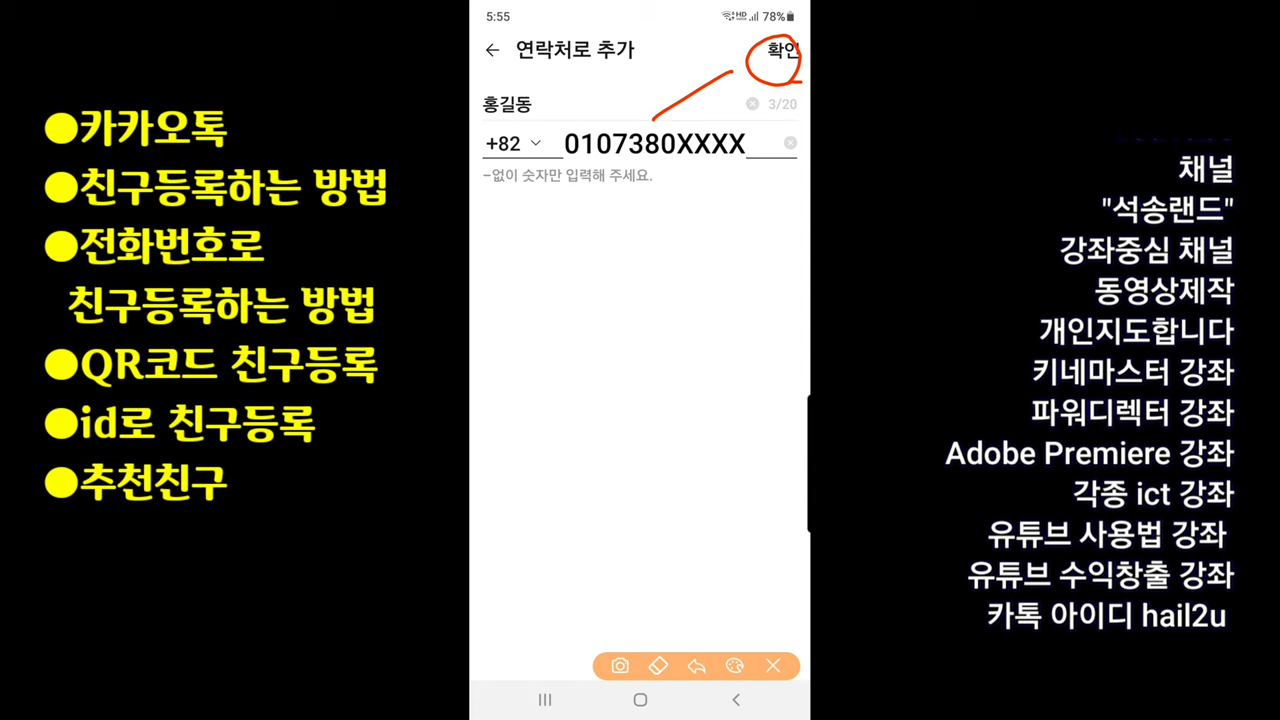 ●카카오톡
●친구등록하는 방법
●전화번호로
친구등록하는 방법
●QR코드 친구등록
●id로 친구등록
●추천친구
5:55
HD 78%
연락처로 추가
확인
홍길동
3/20
+82
0107380XXXX
-없이 숫자만 입력해 주세요.
채널
"석송랜드"
강좌중심 채널
동영상제작
개인지도합니다
키네마스터 강좌
파워디렉터 강좌
Adobe Premiere 강좌
각종 ict 강좌
유튜브 사용법 강좌
유튜브 수익창출 강좌
카톡 아이디 hail2u